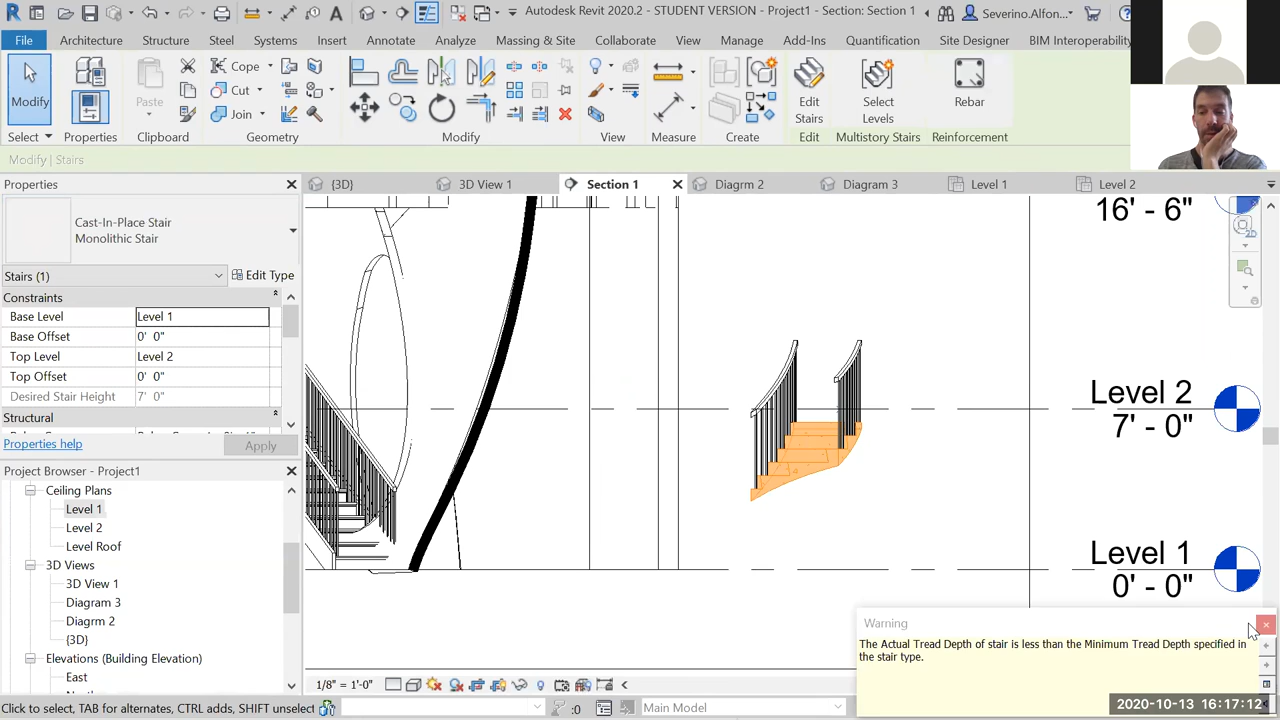 Autodesk Revit 2020.2 - STUDENT VERSION - Project1 - Section: Section 1
Severino.Alfon...
File Architecture Structure Steel Systems Insert Annotate Analyze Massing & Site Collaborate View Manage Add-Ins Quantification Site Designer BIM Interoperability
Modify
Properties
Paste
Cope
Cut
Join
Edit Stairs
Select Levels
Rebar
Select Properties Clipboard Geometry Modify View Measure Create Edit Multistory Stairs Reinforcement
Modify | Stairs
Properties
{3D} 3D View 1 Section 1 Diagrm 2 Diagram 3 Level 1 Level 2
Cast-In-Place Stair
Monolithic Stair
Stairs (1) Edit Type
Constraints
Base Level Level 1
Base Offset 0' 0"
Top Level Level 2
Top Offset 0' 0"
Desired Stair Height 7' 0"
Structural
Properties help Apply
Project Browser - Project1
Ceiling Plans
Level 1
Level 2
Level Roof
3D Views
3D View 1
Diagram 3
Diagrm 2
{3D}
Elevations (Building Elevation)
East
16' - 6"
Level 2
7' - 0"
Level 1
0' - 0"
Warning
The Actual Tread Depth of stair is less than the Minimum Tread Depth specified in
the stair type.
1/8" = 1'-0"
Click to select, TAB for alternates, CTRL adds, SHIFT unselect
:0
Main Model
2020-10-13 16:17:12